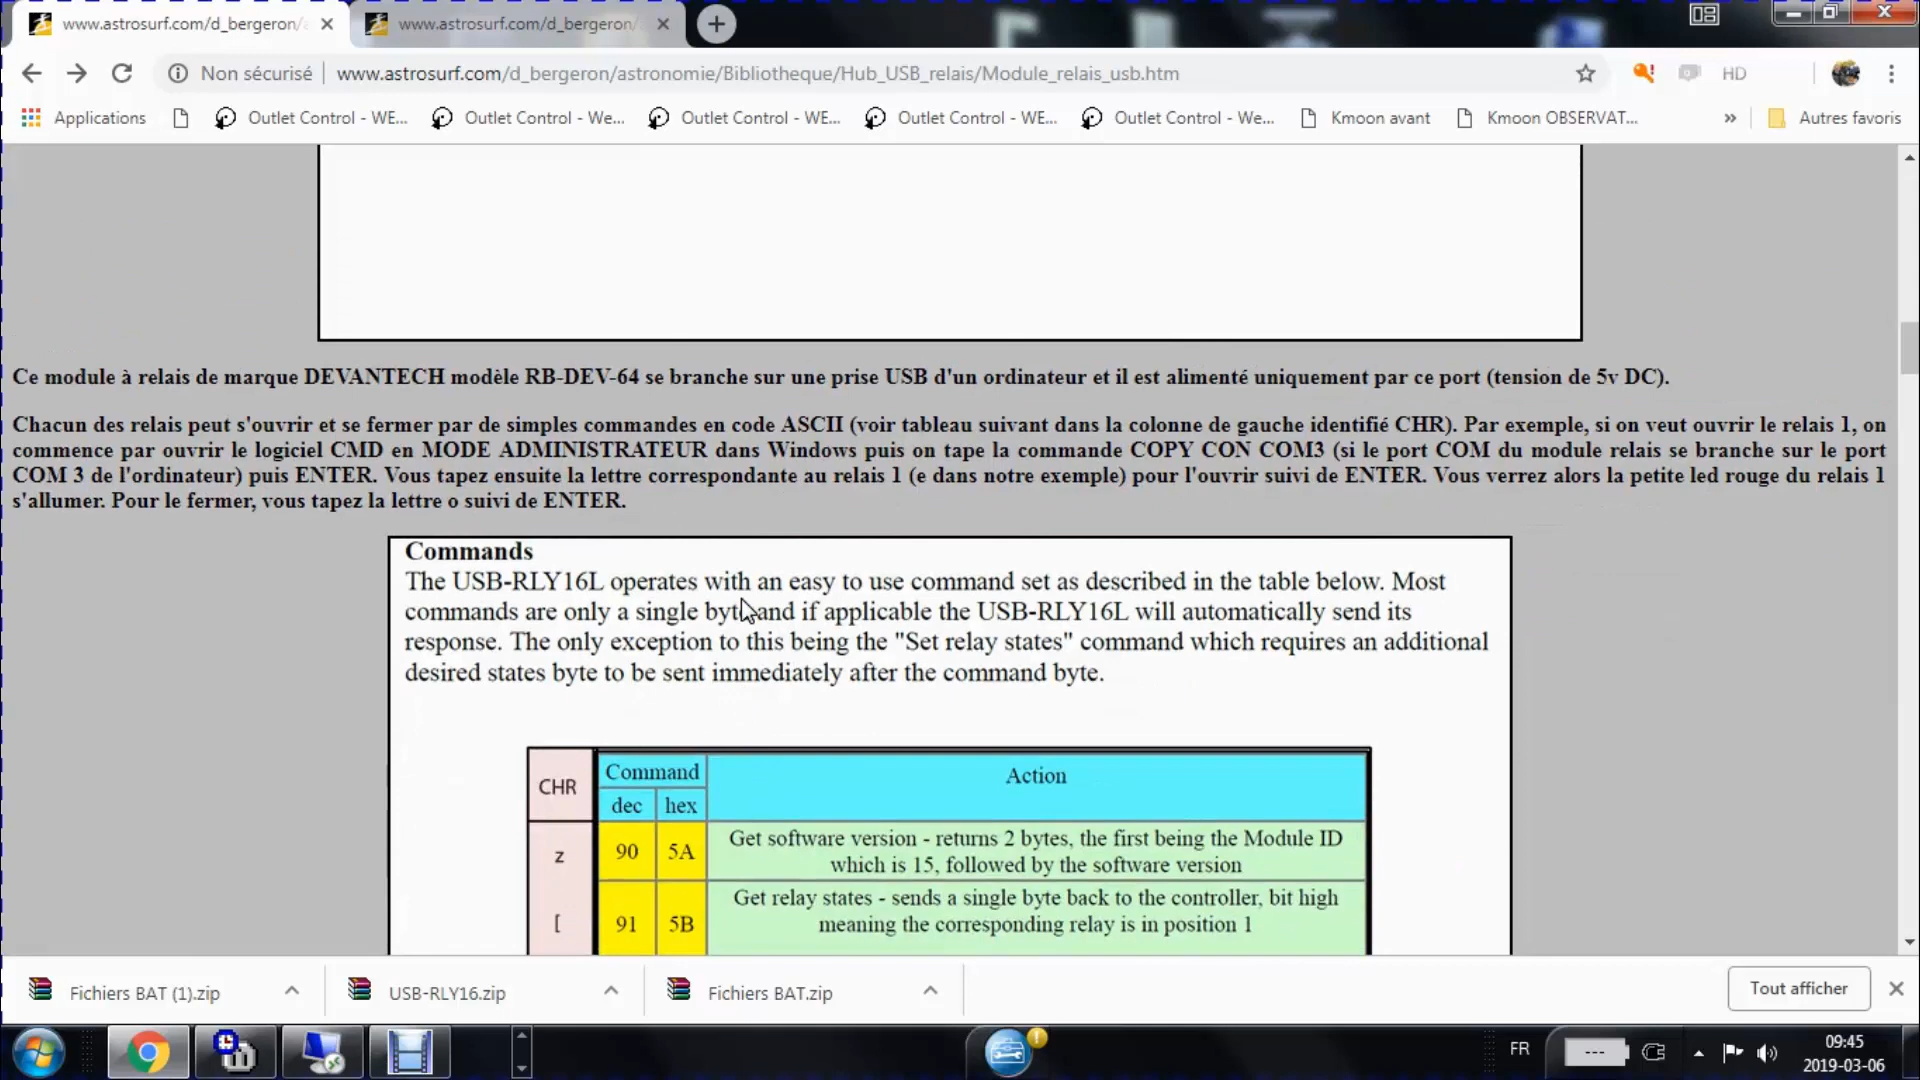 www.astrosurf.com/d_bergeron/a
www.astrosurf.com/d_bergeron/
Non sécurisé
www.astrosurf.com/d_bergeron/astronomie/Bibliotheque/Hub_USB_relais/Module_relais_usb.htm
HD
Applications
Outlet Control - WE...
Outlet Control - We...
Outlet Control - WE...
Outlet Control - WE...
Outlet Control - We...
Kmoon avant
Kmoon OBSERVAT...
»
Autres favoris
Ce module à relais de marque DEVANTECH modèle RB-DEV-64 se branche sur une prise USB d'un ordinateur et il est alimenté uniquement par ce port (tension de 5v DC).
Chacun des relais peut s'ouvrir et se fermer par de simples commandes en code ASCII (voir tableau suivant dans la colonne de gauche identifié CHR). Par exemple, si on veut ouvrir le relais 1, on
commence par ouvrir le logiciel CMD en MODE ADMINISTRATEUR dans Windows puis on tape la commande COPY CON COM3 (si le port COM du module relais se branche sur le port
COM 3 de l'ordinateur) puis ENTER. Vous tapez ensuite la lettre correspondante au relais 1 (e dans notre exemple) pour l'ouvrir suivi de ENTER. Vous verrez alors la petite led rouge du relais 1
s'allumer. Pour le fermer, vous tapez la lettre o suivi de ENTER.
Commands
The USB-RLY16L operates with an easy to use command set as described in the table below. Most
commands are only a single byte and if applicable the USB-RLY16L will automatically send its
response. The only exception to this being the "Set relay states" command which requires an additional
desired states byte to be sent immediately after the command byte.
CHR
Command
Action
dec
hex
z
90
5A
Get software version - returns 2 bytes, the first being the Module ID
which is 15, followed by the software version
[
91
5B
Get relay states - sends a single byte back to the controller, bit high
meaning the corresponding relay is in position 1
Fichiers BAT (1).zip
USB-RLY16.zip
Fichiers BAT.zip
Tout afficher
FR
---
09:45
2019-03-06